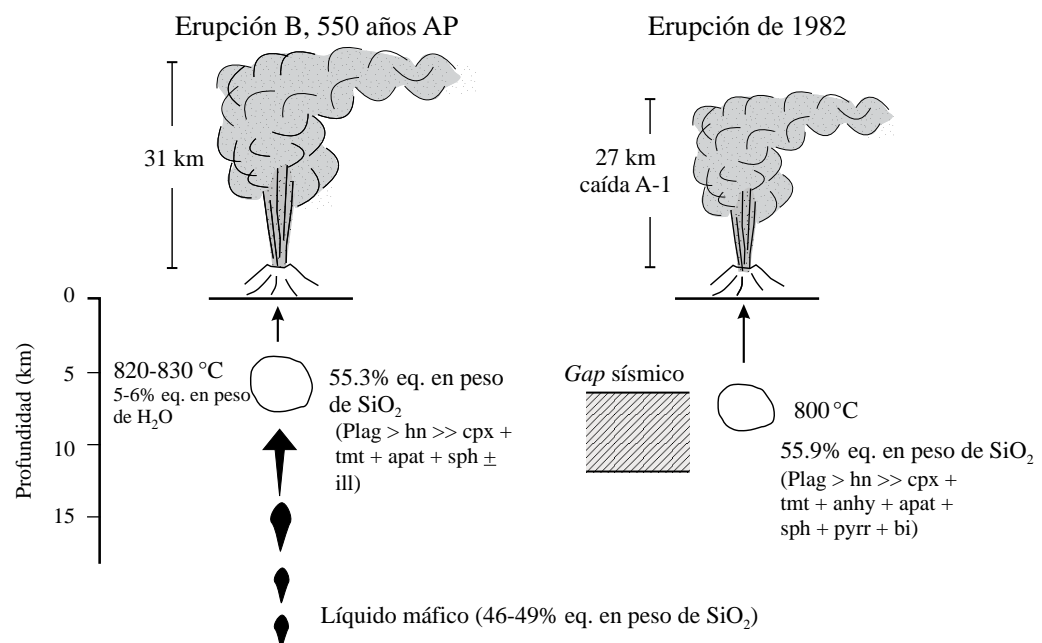 Erupción B, 550 años AP
Erupción de 1982
31 km
27 km
caída A-1
0
5
10
15
Profundidad (km)
820-830 °C
5-6% eq. en peso
de H₂O
55.3% eq. en peso
de SiO₂
(Plag > hn >> cpx +
tmt + apat + sph ±
ill)
Gap sísmico
800 °C
55.9% eq. en peso de SiO₂
(Plag > hn >> cpx +
tmt + anhy + apat +
sph + pyrr + bi)
Líquido máfico (46-49% eq. en peso de SiO₂)